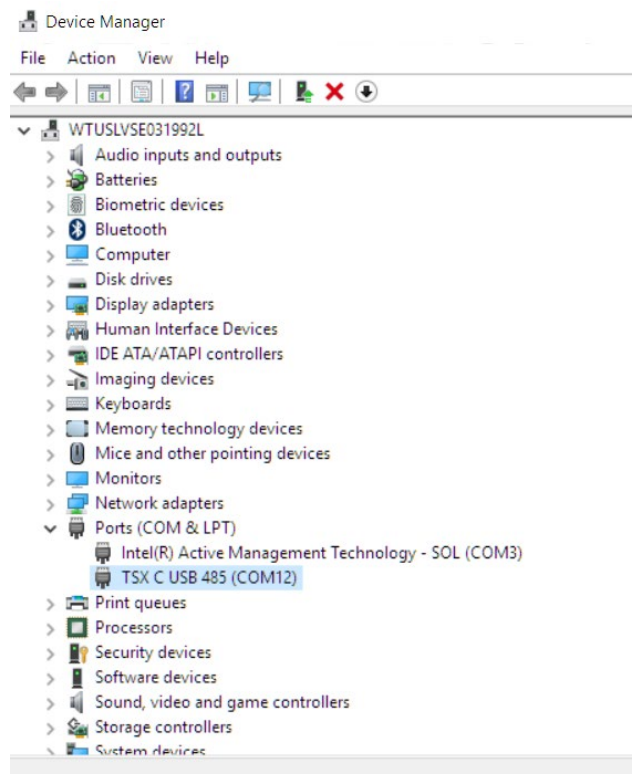 Device Manager
File Action View Help
WTUSLVSE031992L
Audio inputs and outputs
Batteries
Biometric devices
Bluetooth
Computer
Disk drives
Display adapters
Human Interface Devices
IDE ATA/ATAPI controllers
Imaging devices
Keyboards
Memory technology devices
Mice and other pointing devices
Monitors
Network adapters
Ports (COM & LPT)
Intel(R) Active Management Technology - SOL (COM3)
TSX C USB 485 (COM12)
Print queues
Processors
Security devices
Software devices
Sound, video and game controllers
Storage controllers
System devices